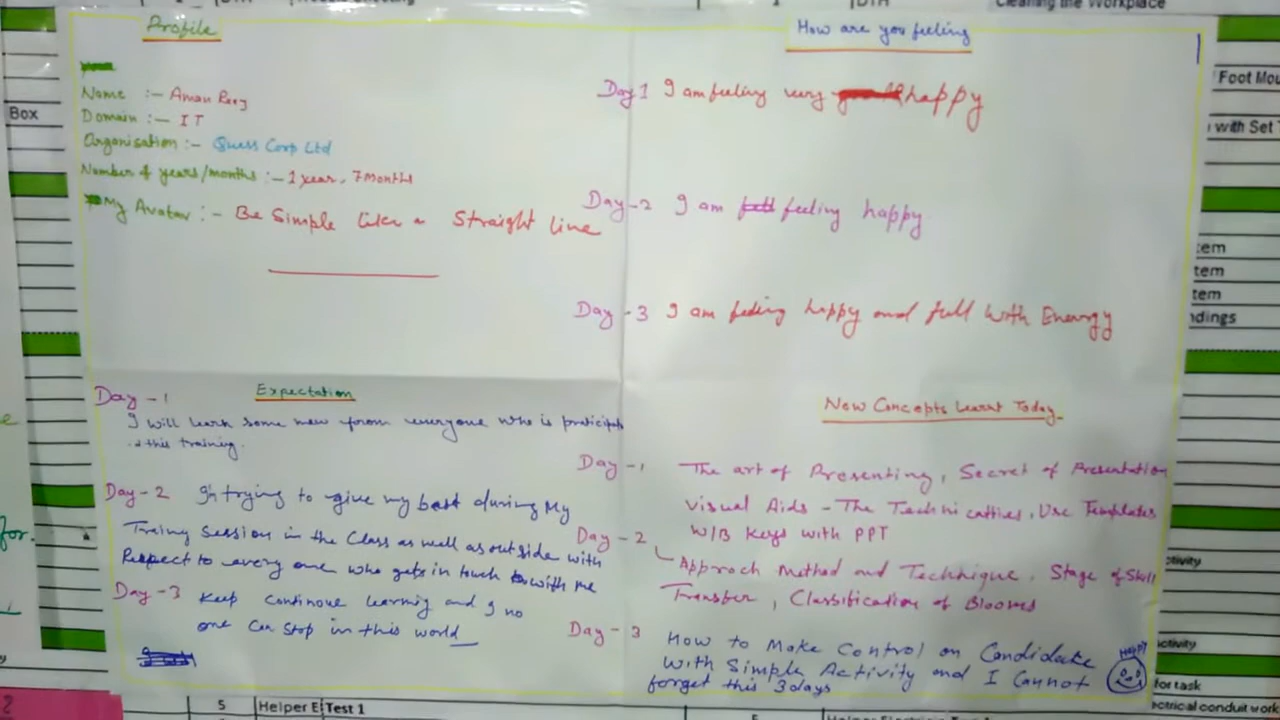 Cleaning the Workplace
Profile
Name :- Aman
Domain :- IT
Organisation :- Quess Corp Ltd
Number of years/months :- 1 year, 7 months
My Avatar :- Be Simple like a Straight line
How are you feeling
Day 1 I am feeling very happy
Day-2 I am feeling happy
Day-3 I am feeling happy and full with Energy
Expectation
Day-1
I will learn some new from everyone who is
this training.
Day-2 trying to give my best during My
Session in the Class as well as outside with
Respect to every one who gets in touch with me
Day-3 Keep continoue learning and I no
one Can stop in this world
New Concepts learnt Today
Day-1 The art of Presenting, Secret of Presentation
Visual Aids - The Use Templates
W/B Keys with PPT
Day-2
Approch Method and Technique, Stage of Skill
Transfer, Classification of Blooms
Day-3 How to Make Control on Candidate
With Simple Activity and I Cannot
forget this 3 days
HAPPY
Box
Foot Mou
with Set
tem
tem
tem
ndings
tivity
ctivity
for task
ectrical conduit work
for.
2
5 Helper E Test 1